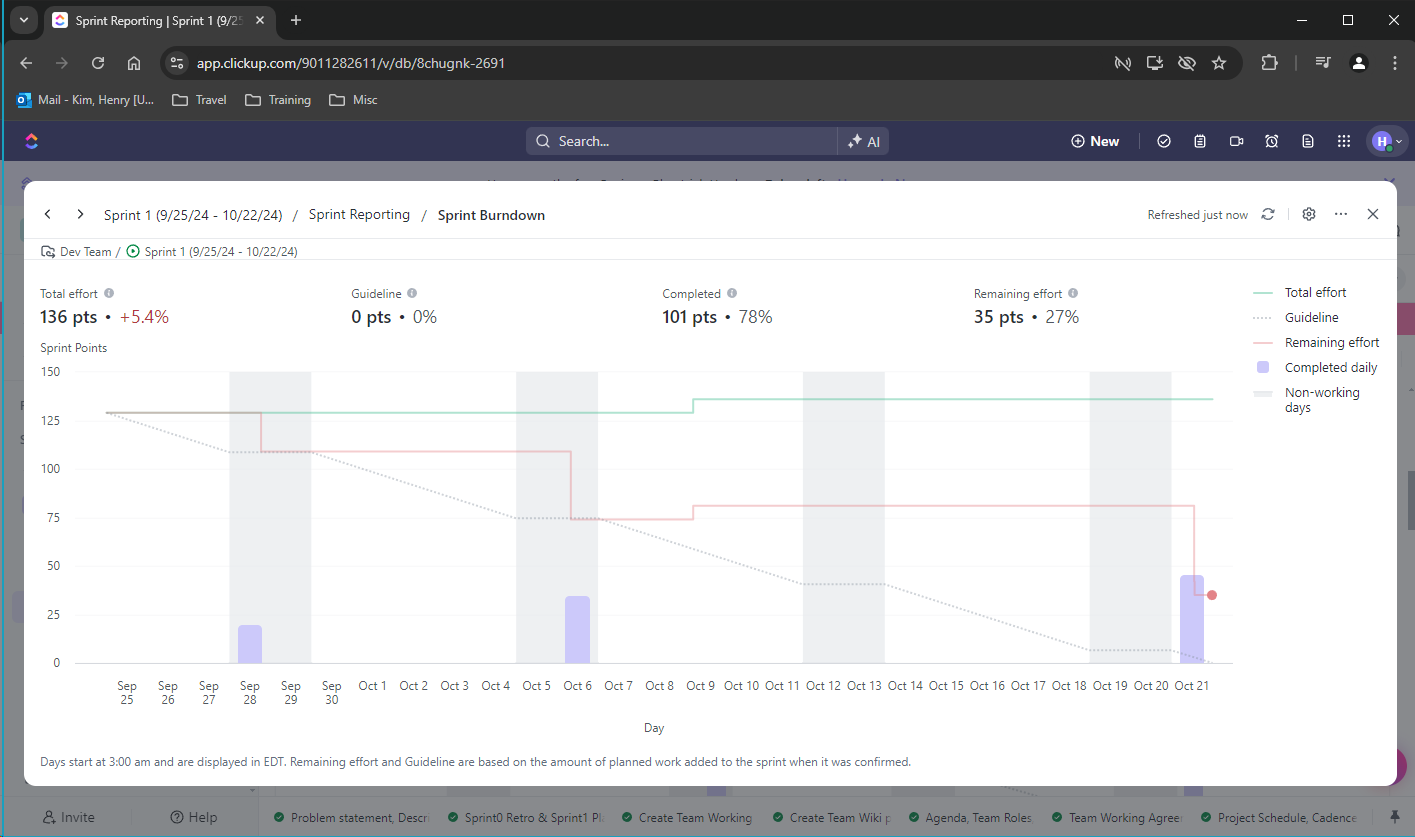 Sprint Reporting | Sprint 1 (9/25
app.clickup.com/9011282611/v/db/8chugnk-2691
Mail - Kim, Henry [U... Travel Training Misc
Search... AI New H
Sprint 1 (9/25/24 - 10/22/24) / Sprint Reporting / Sprint Burndown Refreshed just now
Dev Team / Sprint 1 (9/25/24 - 10/22/24)
Total effort Guideline Completed Remaining effort
136 pts • +5.4% 0 pts • 0% 101 pts • 78% 35 pts • 27%
Total effort
Guideline
Remaining effort
Completed daily
Non-working
days
Sprint Points
150
125
100
75
50
25
0
Sep 25 Sep 26 Sep 27 Sep 28 Sep 29 Sep 30 Oct 1 Oct 2 Oct 3 Oct 4 Oct 5 Oct 6 Oct 7 Oct 8 Oct 9 Oct 10 Oct 11 Oct 12 Oct 13 Oct 14 Oct 15 Oct 16 Oct 17 Oct 18 Oct 19 Oct 20 Oct 21
Day
Days start at 3:00 am and are displayed in EDT. Remaining effort and Guideline are based on the amount of planned work added to the sprint when it was confirmed.
Invite Help Problem statement, Descri Sprint0 Retro & Sprint1 Pl Create Team Working Create Team Wiki p Agenda, Team Roles, Team Working Agree Project Schedule, Cadence